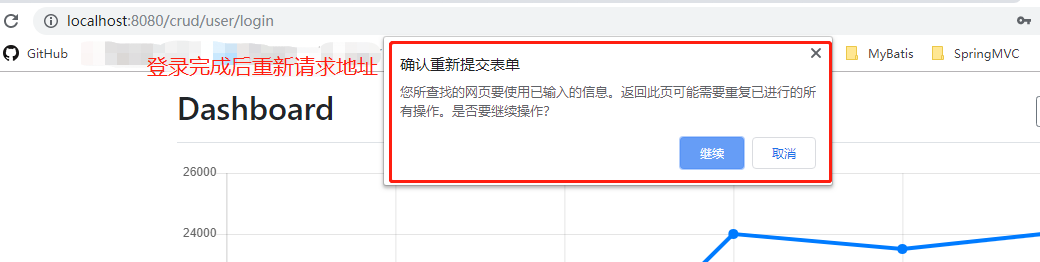 localhost:8080/crud/user/login
GitHub
MyBatis
SpringMVC
登录完成后重新请求地址
确认重新提交表单
您所查找的网页要使用已输入的信息。返回此页可能需要重复已进行的所
有操作。是否要继续操作？
继续
取消
Dashboard
26000
24000